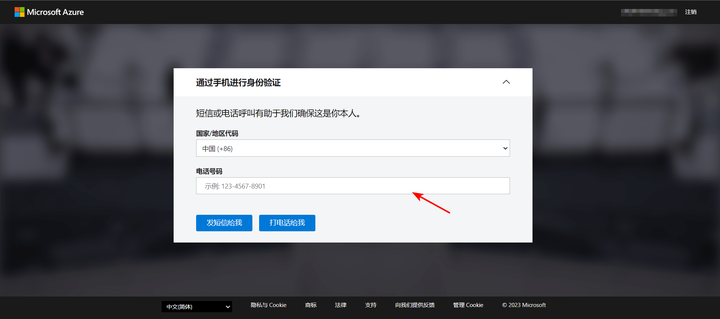 Microsoft Azure
注销
通过手机进行身份验证
短信或电话呼叫有助于我们确保这是你本人。
国家/地区代码
中国 (+86)
电话号码
示例: 123-4567-8901
发短信给我 打电话给我
中文(简体) 隐私与 Cookie 商标 法律 支持 向我们提供反馈 管理 Cookie © 2023 Microsoft